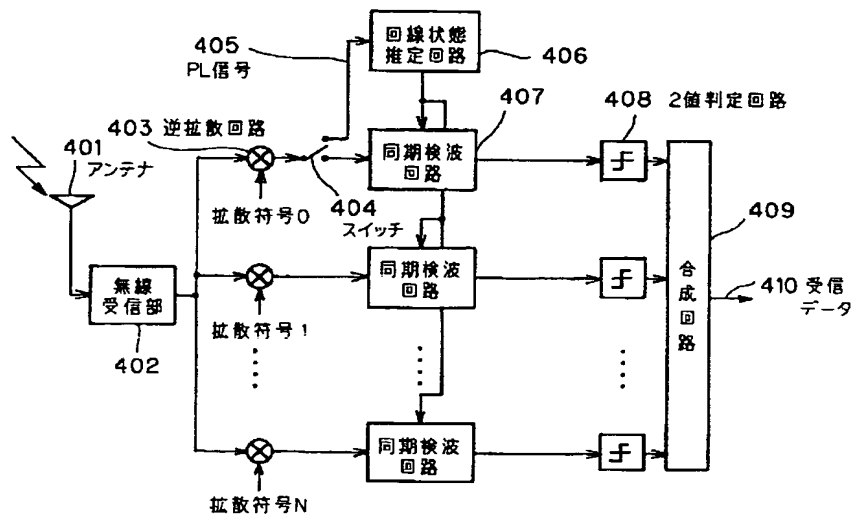 405
PL信号
回線状態
推定回路
406
407
408 2値判定回路
403 逆拡散回路
401
アンテナ
同期検波
回路
拡散符号0
404
スイッチ
409
無線
受信部
402
同期検波
回路
拡散符号1
合成回路
410 受信
データ
同期検波
回路
拡散符号N